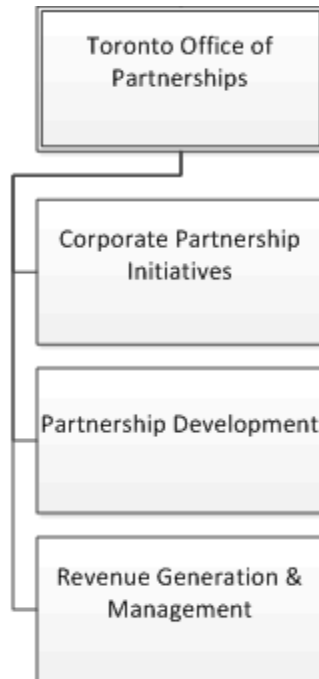 Toronto Office of
Partnerships
Corporate Partnership
Initiatives
Partnership Development
Revenue Generation &
Management